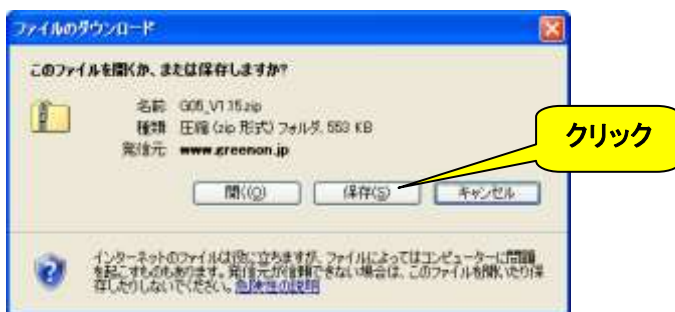 ファイルのダウンロード
このファイルを開くか、または保存しますか?
名前 G05_V115.zip
種類 圧縮 (zip 形式) フォルダ, 553 KB
発信元 www.greenon.jp
クリック
開く(O) 保存(S) キャンセル
インターネットのファイルは役に立ちますが、ファイルによってはコンピューターに問題
を起こすものもあります。発信元が信頼できない場合は、このファイルを開いたり保
存したりしないでください。危険性の説明